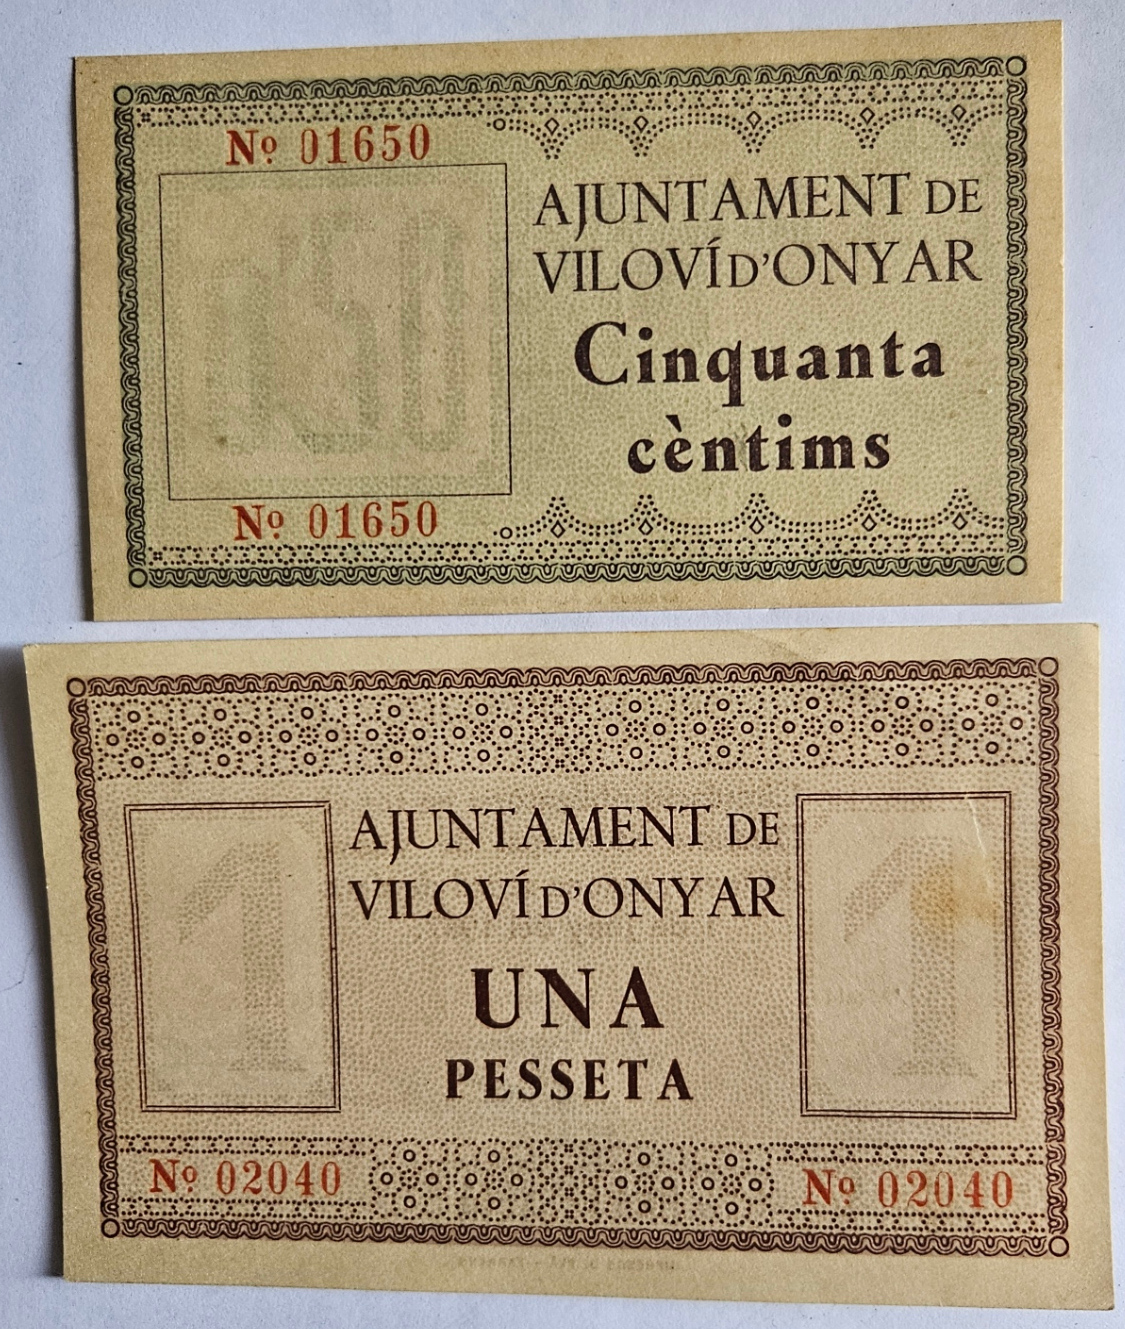 Nº 01650
AJUNTAMENT DE
VILOVÍ D'ONYAR
Cinquanta
cèntims
Nº 01650
AJUNTAMENT DE
VILOVÍ D'ONYAR
UNA
PESSETA
Nº 02040
Nº 02040